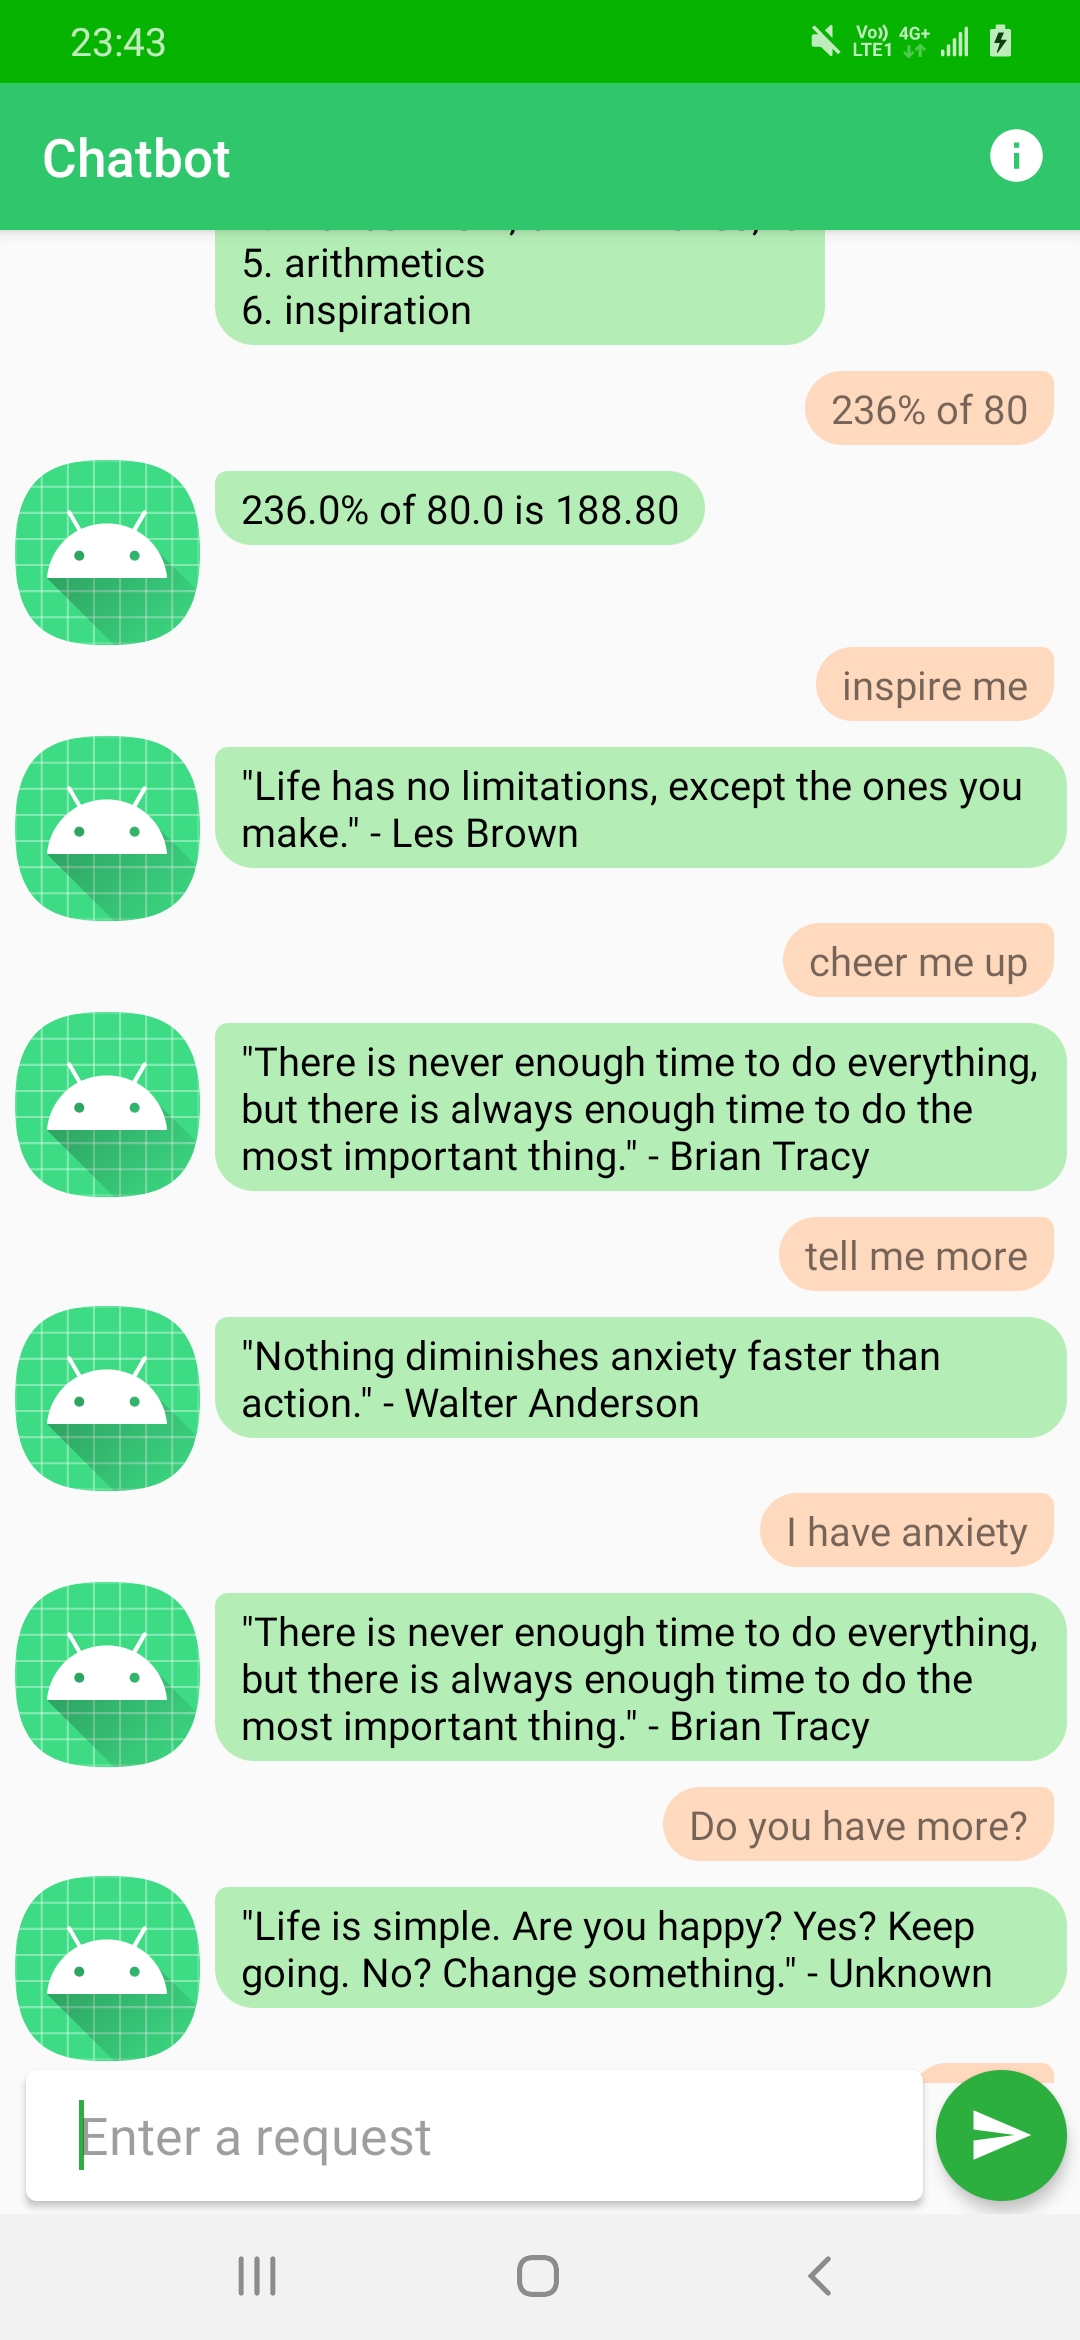 23:43
Vo)) 4G+
LTE1
Chatbot
5. arithmetics
6. inspiration
236% of 80
236.0% of 80.0 is 188.80
inspire me
"Life has no limitations, except the ones you
make." - Les Brown
cheer me up
"There is never enough time to do everything,
but there is always enough time to do the
most important thing." - Brian Tracy
tell me more
"Nothing diminishes anxiety faster than
action." - Walter Anderson
I have anxiety
"There is never enough time to do everything,
but there is always enough time to do the
most important thing." - Brian Tracy
Do you have more?
"Life is simple. Are you happy? Yes? Keep
going. No? Change something." - Unknown
Enter a request